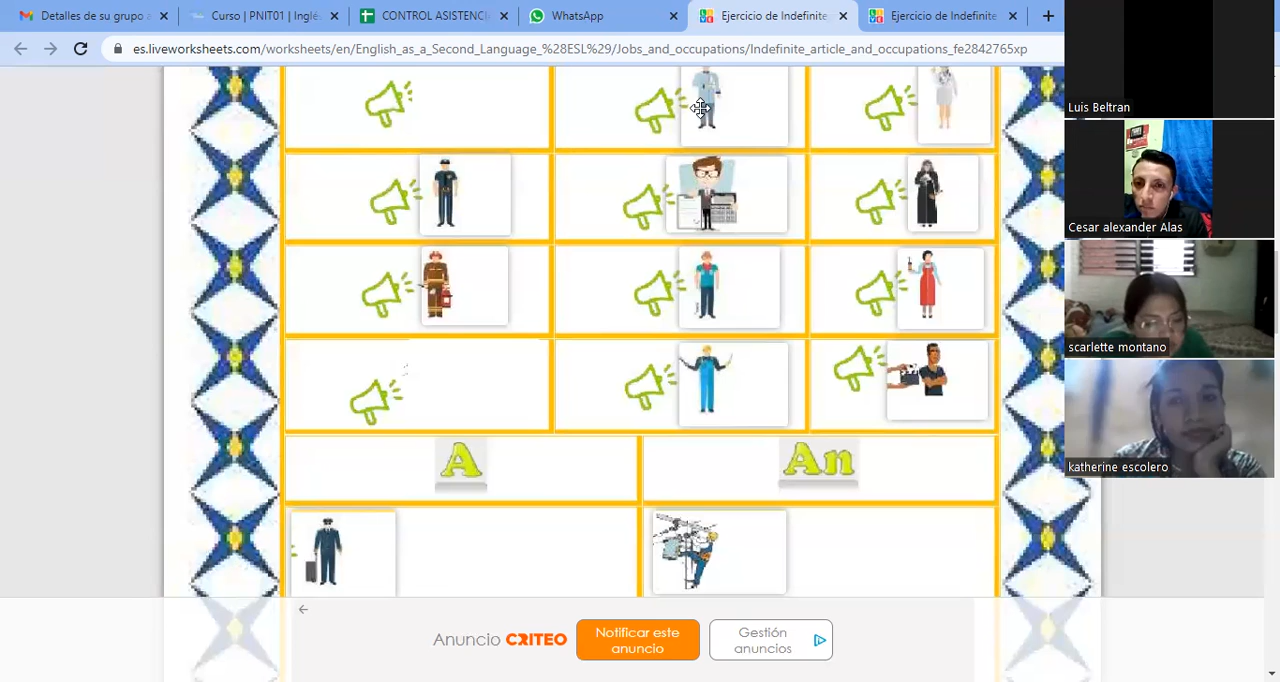 Detalles de su grupo a
Curso | PNIT01 | Inglé
CONTROL ASISTENCI
WhatsApp
Ejercicio de Indefinite
Ejercicio de Indefinite
es.liveworksheets.com/worksheets/en/English_as_a_Second_Language_%28ESL%29/Jobs_and_occupations/Indefinite_article_and_occupations_fe2842765xp
Luis Beltran
Cesar alexander Alas
scarlette montano
katherine escolero
A
An
Anuncio CRITEO
Notificar este
anuncio
Gestión
anuncios